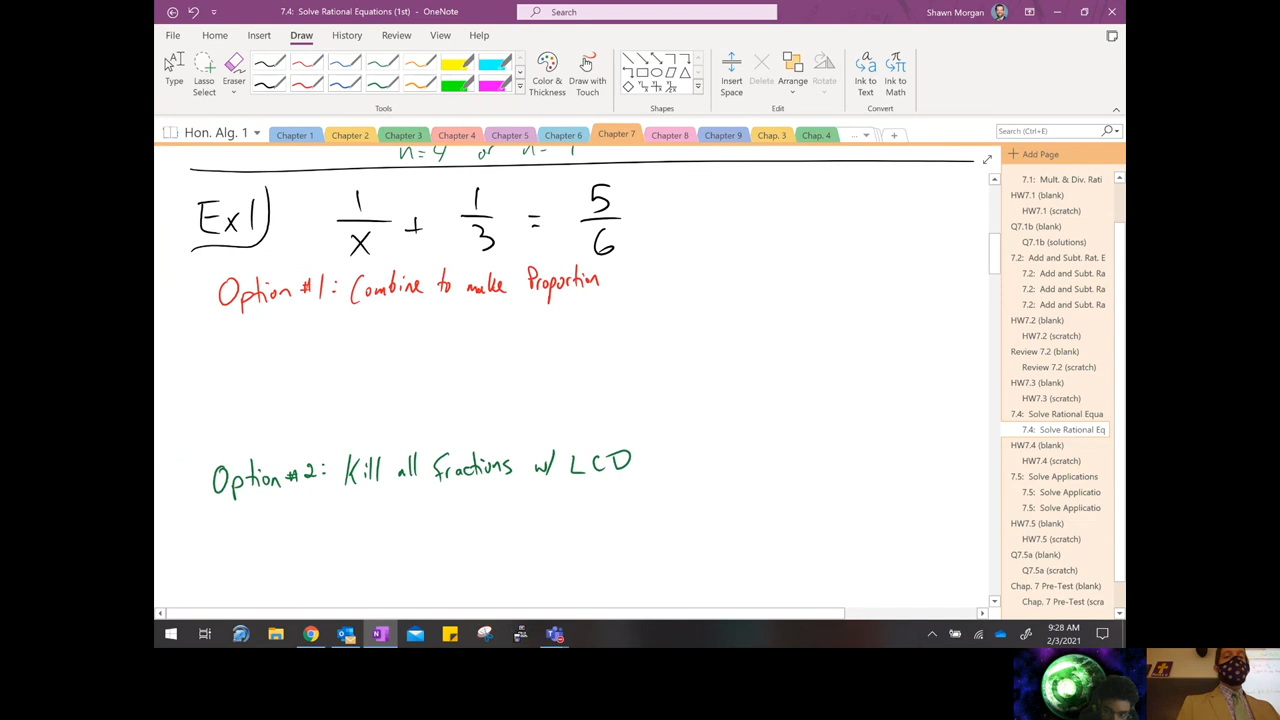 7.4: Solve Rational Equations (1st) - OneNote
Search
Shawn Morgan
File Home Insert Draw History Review View Help
Type
Lasso Select
Eraser
Color & Thickness
Draw with Touch
Insert Space
Delete
Arrange
Rotate
Ink to Text
Ink to Math
Tools
Shapes
Edit
Convert
Hon. Alg. 1
Chapter 1 Chapter 2 Chapter 3 Chapter 4 Chapter 5 Chapter 6 Chapter 7 Chapter 8 Chapter 9 Chap. 3 Chap. 4 ...
Search (Ctrl+E)
n=4 or n=
Ex1) 1/x + 1/3 = 5/6
Option #1: Combine to make Proportion
Option #2: Kill all fractions w/ LCD
Add Page
7.1: Mult. & Div. Rati
HW7.1 (blank)
HW7.1 (scratch)
Q7.1b (blank)
Q7.1b (solutions)
7.2: Add and Subt. Rat. E
7.2: Add and Subt. Ra
7.2: Add and Subt. Ra
7.2: Add and Subt. Ra
HW7.2 (blank)
HW7.2 (scratch)
Review 7.2 (blank)
Review 7.2 (scratch)
HW7.3 (blank)
HW7.3 (scratch)
7.4: Solve Rational Equa
7.4: Solve Rational Eq
HW7.4 (blank)
HW7.4 (scratch)
7.5: Solve Applications
7.5: Solve Applicatio
7.5: Solve Applicatio
HW7.5 (blank)
HW7.5 (scratch)
Q7.5a (blank)
Q7.5a (scratch)
Chap. 7 Pre-Test (blank)
Chap. 7 Pre-Test (scra
9:28 AM
2/3/2021